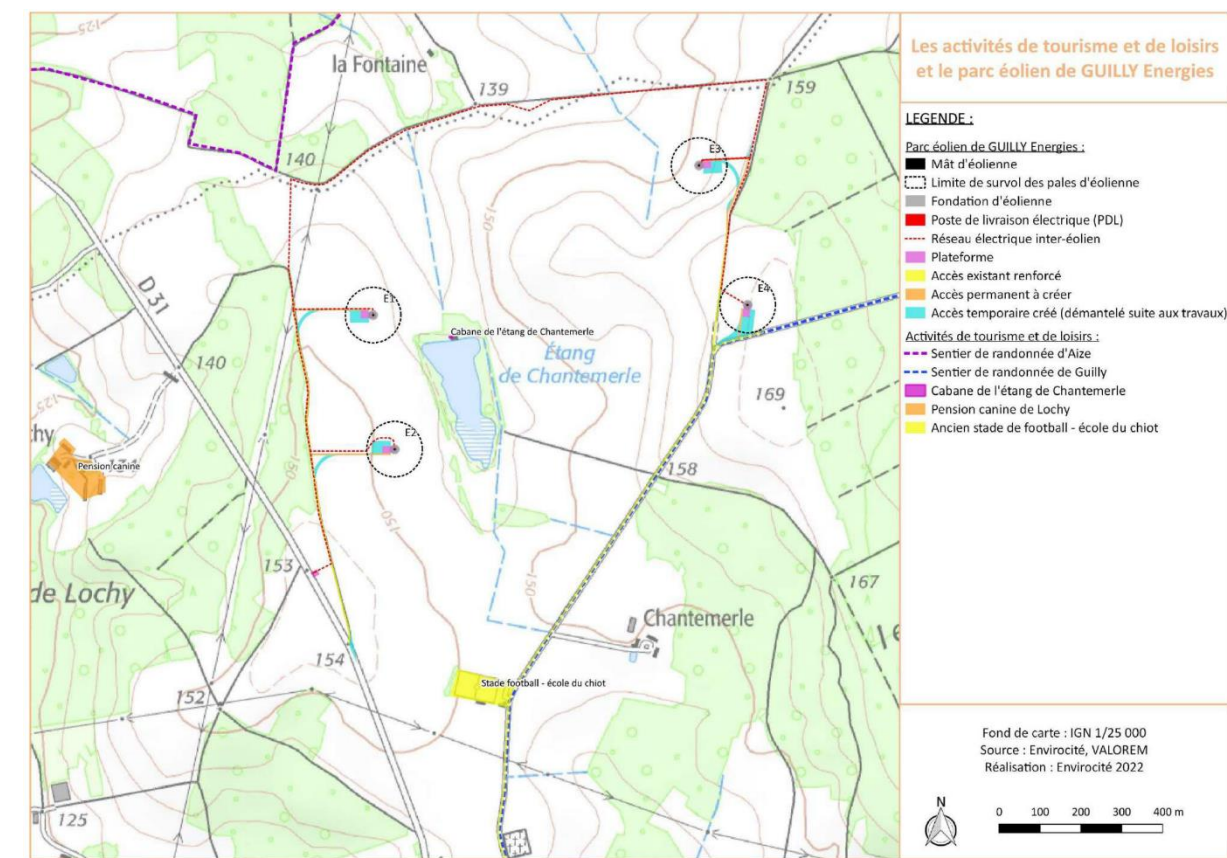 Les activités de tourisme et de loisirs
et le parc éolien de GUILLY Energies
LEGENDE :
Parc éolien de GUILLY Energies :
Mât d'éolienne
Limite de survol des pales d'éolienne
Fondation d'éolienne
Poste de livraison électrique (PDL)
Réseau électrique inter-éolien
Plateforme
Accès existant renforcé
Accès permanent à créer
Accès temporaire créé (démantelé suite aux travaux)
Activités de tourisme et de loisirs :
Sentier de randonnée d'Aize
Sentier de randonnée de Guilly
Cabane de l'étang de Chantemerle
Pension canine de Lochy
Ancien stade de football - école du chiot
Fond de carte : IGN 1/25 000
Source : Envirocité, VALOREM
Réalisation : Envirocité 2022
N
0 100 200 300 400 m
125
la Fontaine
139
159
140
E3
150
D 31
E1
E4
Cabane de l'étang de Chantemerle
Étang
de Chantemerle
140
169
125
hy
Pension canine
E2
150
150
158
153
de Lochy
150
167
Chantemerle
154
152
Stade football - école du chiot
125